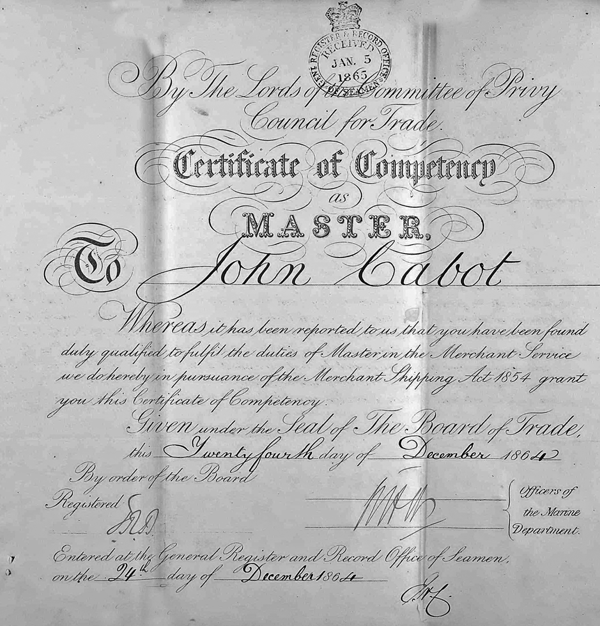 GENL REGISTER & RECORD OFFICE OF SEAMEN
RECEIVED
JAN. 5
1865
By The Lords of the Committee of Privy
Council for Trade.
Certificate of Competency
as
MASTER.
To John Cabot
Whereas it has been reported to us that you have been found
duly qualified to fulfil the duties of Master in the Merchant Service
we do hereby in pursuance of the Merchant Shipping Act 1854 grant
you this Certificate of Competency.
Given under the Seal of The Board of Trade,
this Twenty fourth day of December 1864
By order of the Board
Registered
Officers of
the Marine
Department.
Entered at the General Register and Record Office of Seamen,
on the 24th day of December 1864